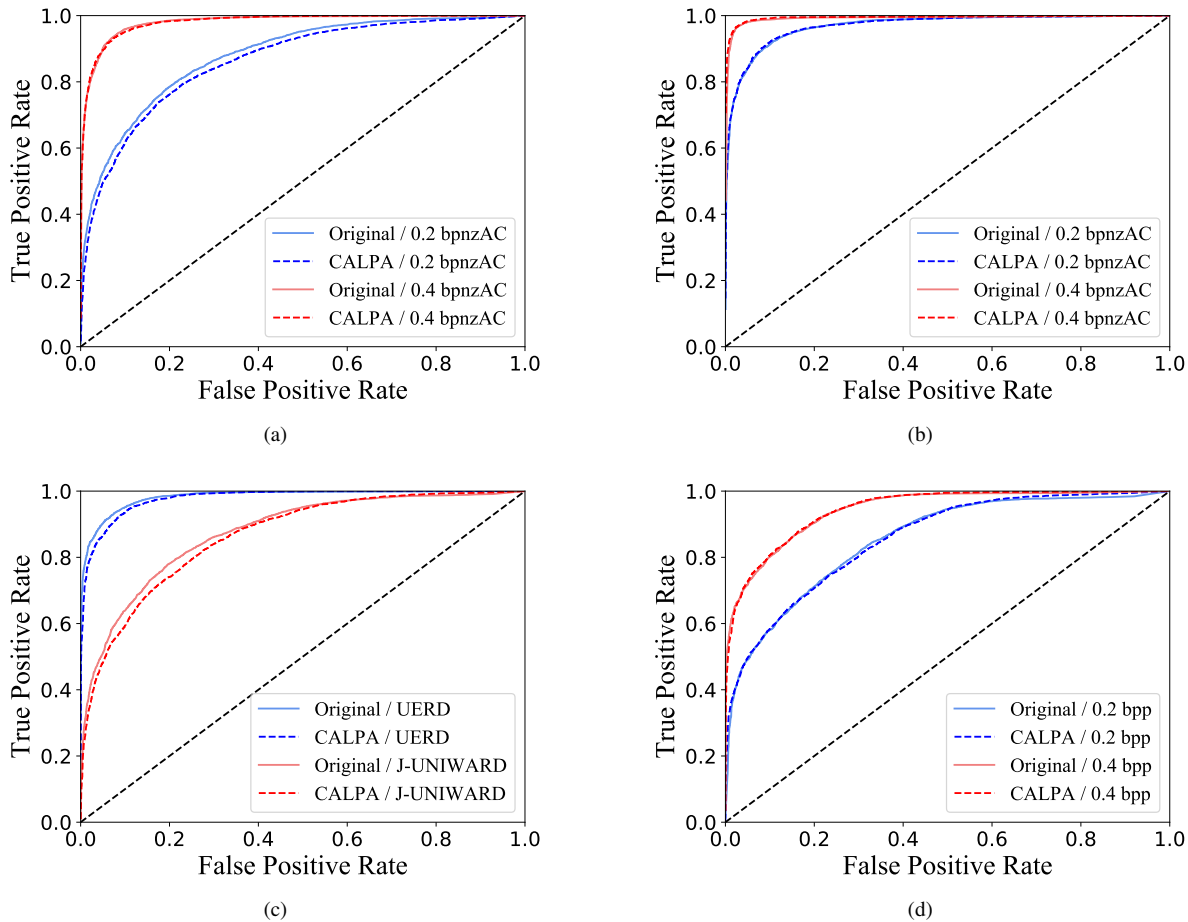 1.0
0.8
0.6
0.4
0.2
0.0
True Positive Rate
Original / 0.2 bpnzAC
CALPA / 0.2 bpnzAC
Original / 0.4 bpnzAC
CALPA / 0.4 bpnzAC
0.0 0.2 0.4 0.6 0.8 1.0
False Positive Rate
(a)
1.0
0.8
0.6
0.4
0.2
0.0
True Positive Rate
Original / 0.2 bpnzAC
CALPA / 0.2 bpnzAC
Original / 0.4 bpnzAC
CALPA / 0.4 bpnzAC
0.0 0.2 0.4 0.6 0.8 1.0
False Positive Rate
(b)
1.0
0.8
0.6
0.4
0.2
0.0
True Positive Rate
Original / UERD
CALPA / UERD
Original / J-UNIWARD
CALPA / J-UNIWARD
0.0 0.2 0.4 0.6 0.8 1.0
False Positive Rate
(c)
1.0
0.8
0.6
0.4
0.2
0.0
True Positive Rate
Original / 0.2 bpp
CALPA / 0.2 bpp
Original / 0.4 bpp
CALPA / 0.4 bpp
0.0 0.2 0.4 0.6 0.8 1.0
False Positive Rate
(d)